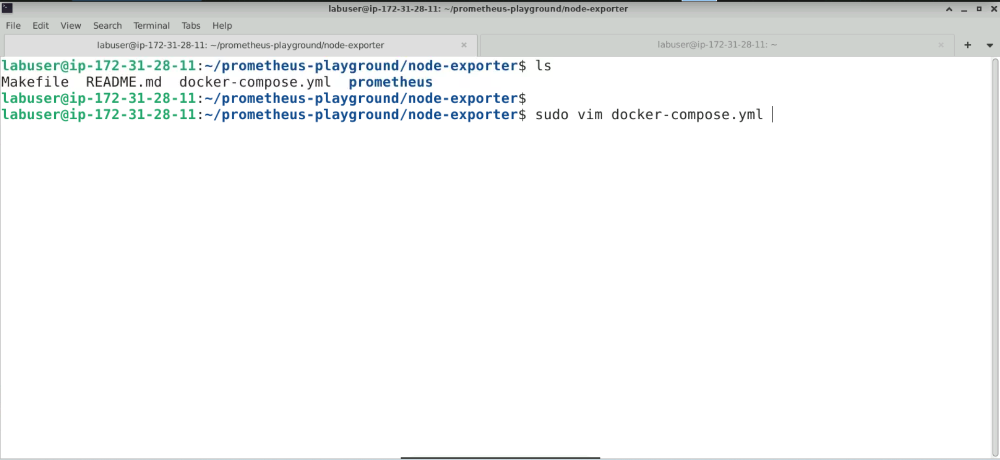 labuser@ip-172-31-28-11: ~/prometheus-playground/node-exporter
File Edit View Search Terminal Tabs Help
labuser@ip-172-31-28-11: ~/prometheus-playground/node-exporter
labuser@ip-172-31-28-11: ~
labuser@ip-172-31-28-11:~/prometheus-playground/node-exporter$ ls
Makefile README.md docker-compose.yml prometheus
labuser@ip-172-31-28-11:~/prometheus-playground/node-exporter$
labuser@ip-172-31-28-11:~/prometheus-playground/node-exporter$ sudo vim docker-compose.yml